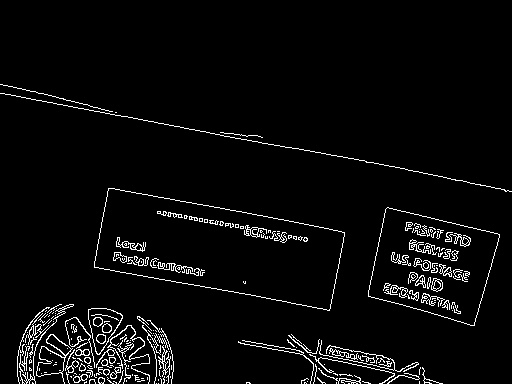 ***************ECRWSS****
Local
Postal Customer
PRSRT STD
ECRWSS
U.S. POSTAGE
PAID
EDDM RETAIL